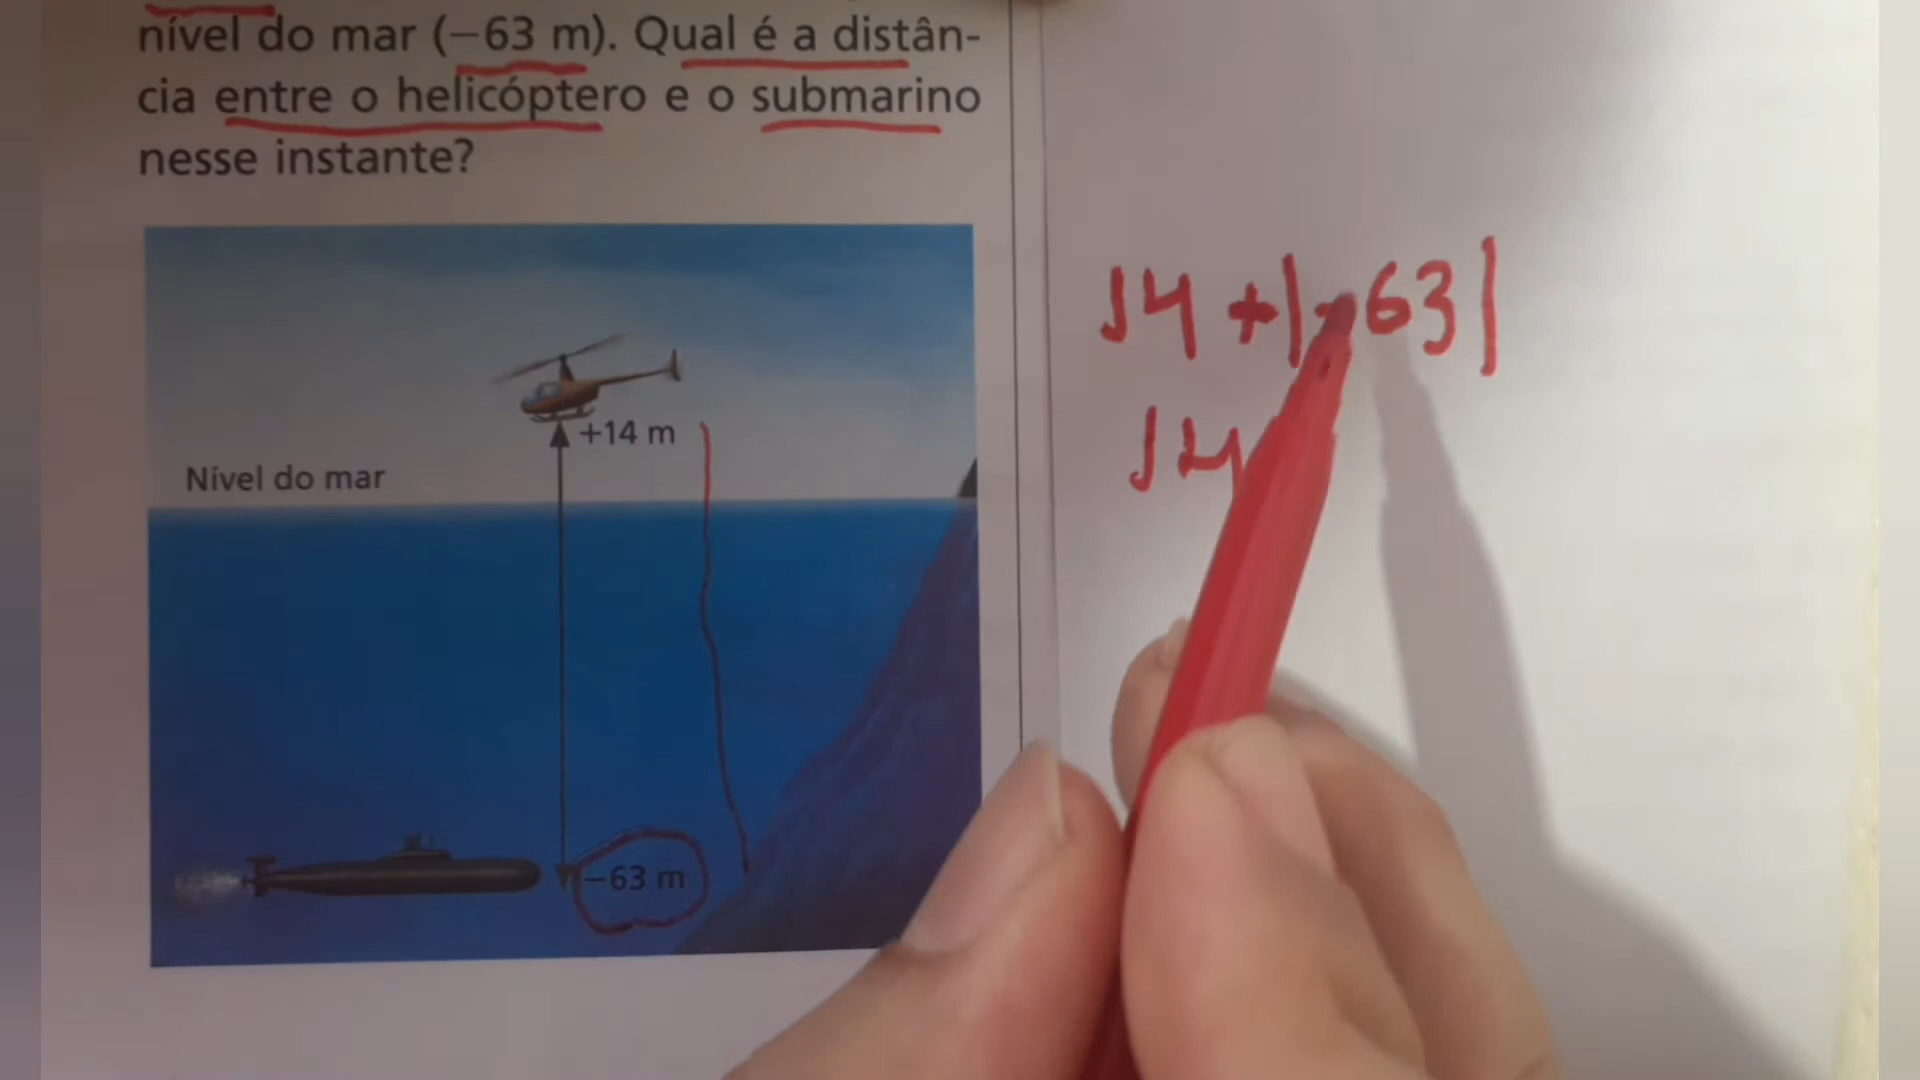 nível do mar (−63 m). Qual é a distân-
cia entre o helicóptero e o submarino
nesse instante?
+14 m
Nível do mar
−63 m
14 + |-63|
14